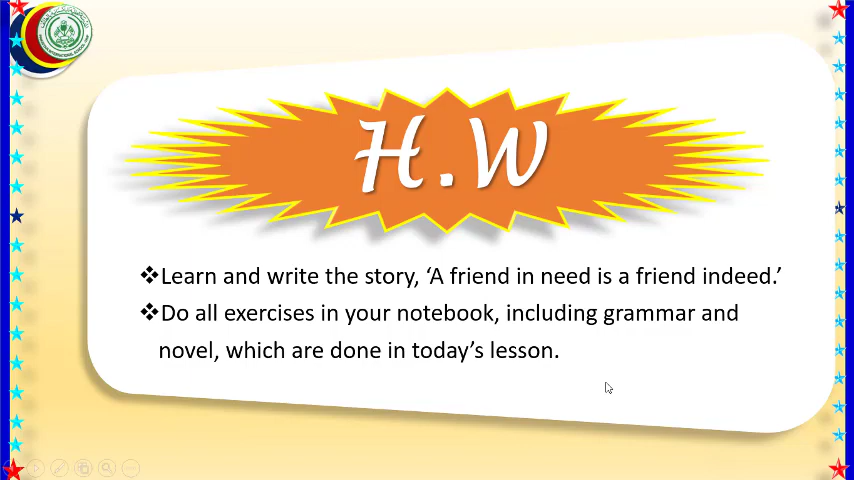 H.W
❖Learn and write the story, ‘A friend in need is a friend indeed.’
❖Do all exercises in your notebook, including grammar and
novel, which are done in today’s lesson.